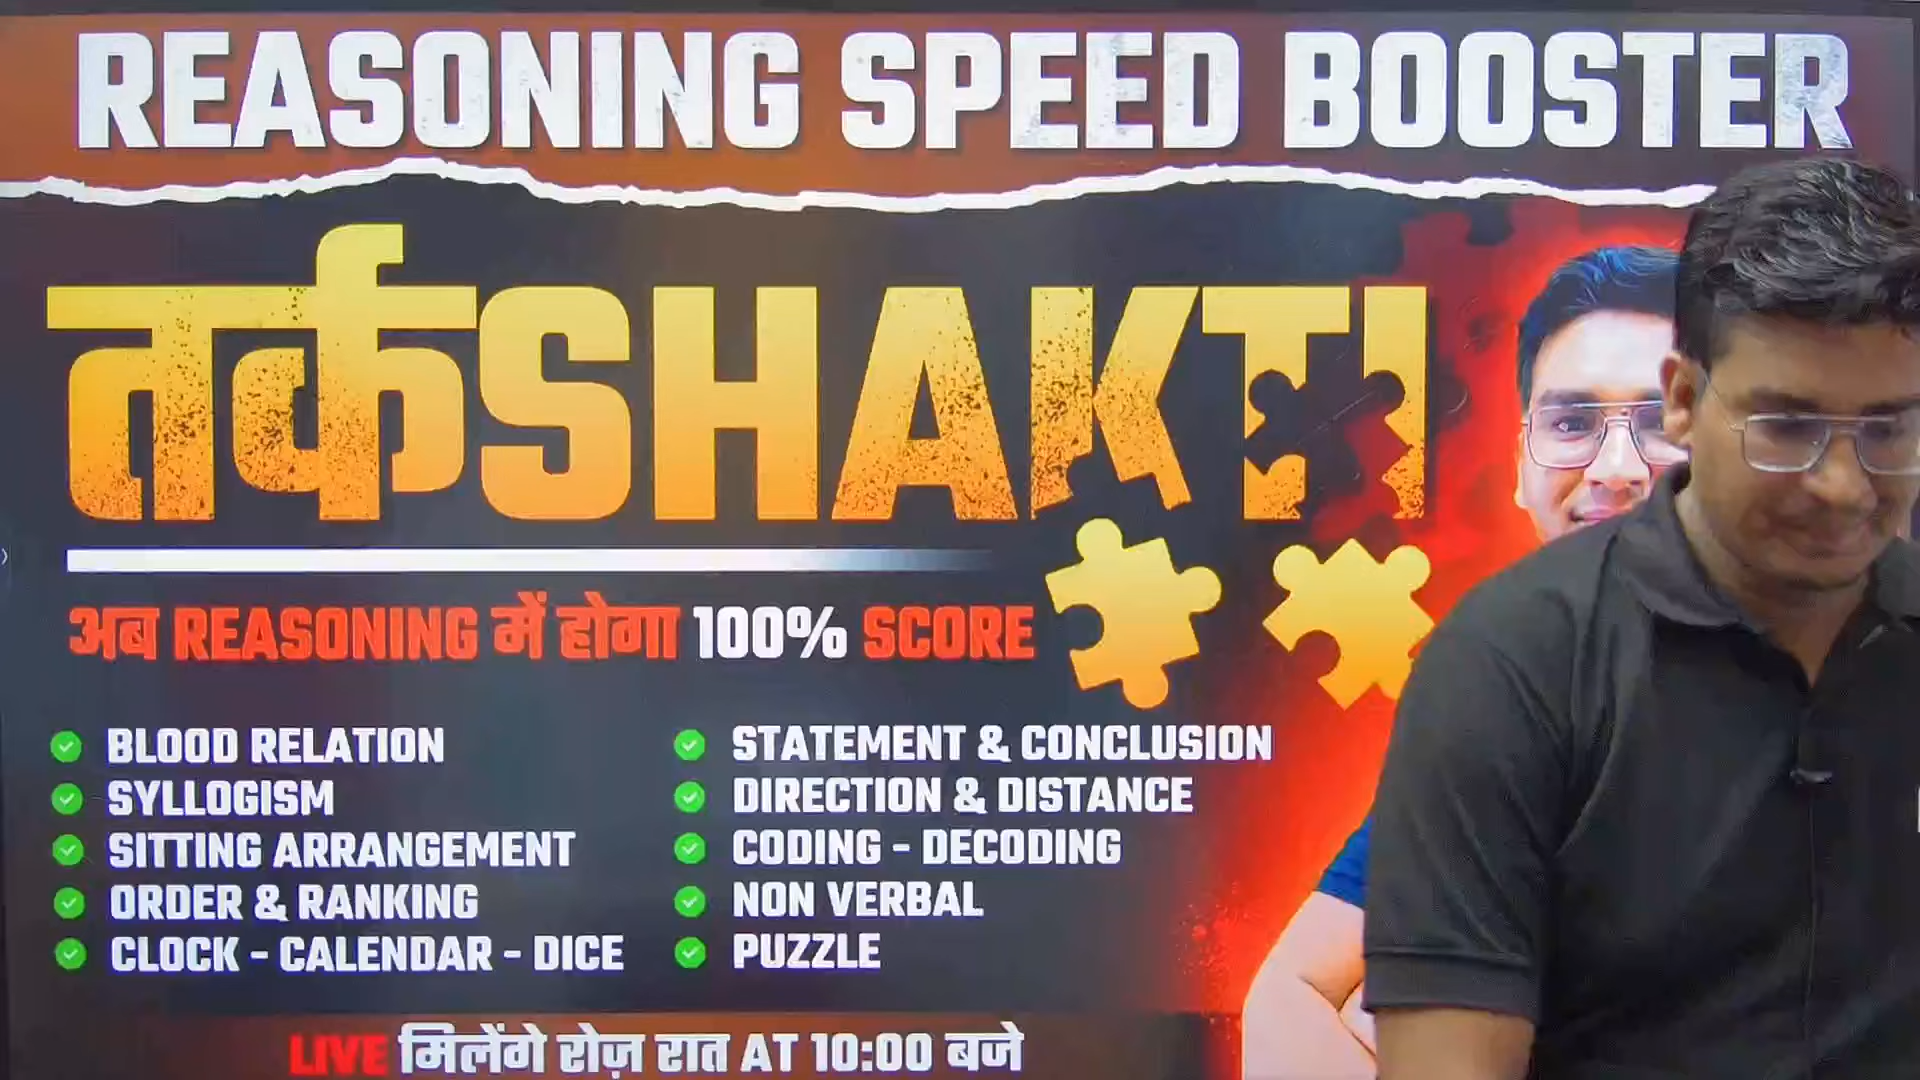 REASONING SPEED BOOSTER
तर्कSHAKTI
अब REASONING में होगा 100% SCORE
BLOOD RELATION
SYLLOGISM
SITTING ARRANGEMENT
ORDER & RANKING
CLOCK - CALENDAR - DICE
STATEMENT & CONCLUSION
DIRECTION & DISTANCE
CODING - DECODING
NON VERBAL
PUZZLE
LIVE मिलेंगे रोज़ रात AT 10:00 बजे